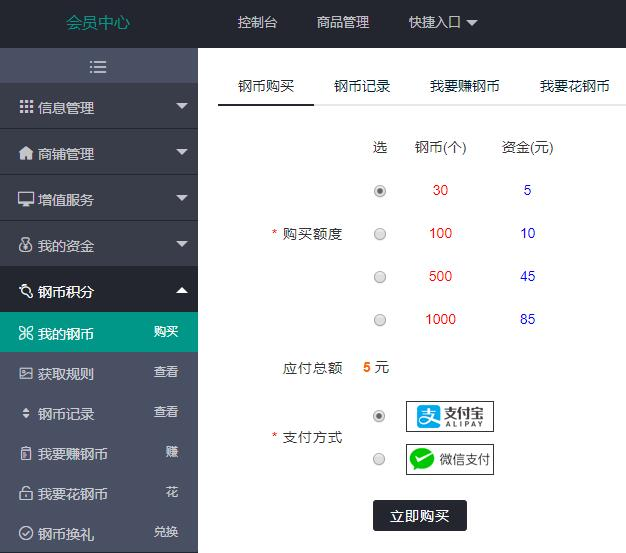 会员中心 控制台 商品管理 快捷入口
信息管理
商铺管理
增值服务
我的资金
钢币积分
我的钢币 购买
获取规则 查看
钢币记录 查看
我要赚钢币 赚
我要花钢币 花
钢币换礼 兑换
钢币购买 钢币记录 我要赚钢币 我要花钢币
选 钢币(个) 资金(元)
30 5
* 购买额度
100 10
500 45
1000 85
应付总额 5 元
* 支付方式
支付宝
ALIPAY
微信支付
立即购买